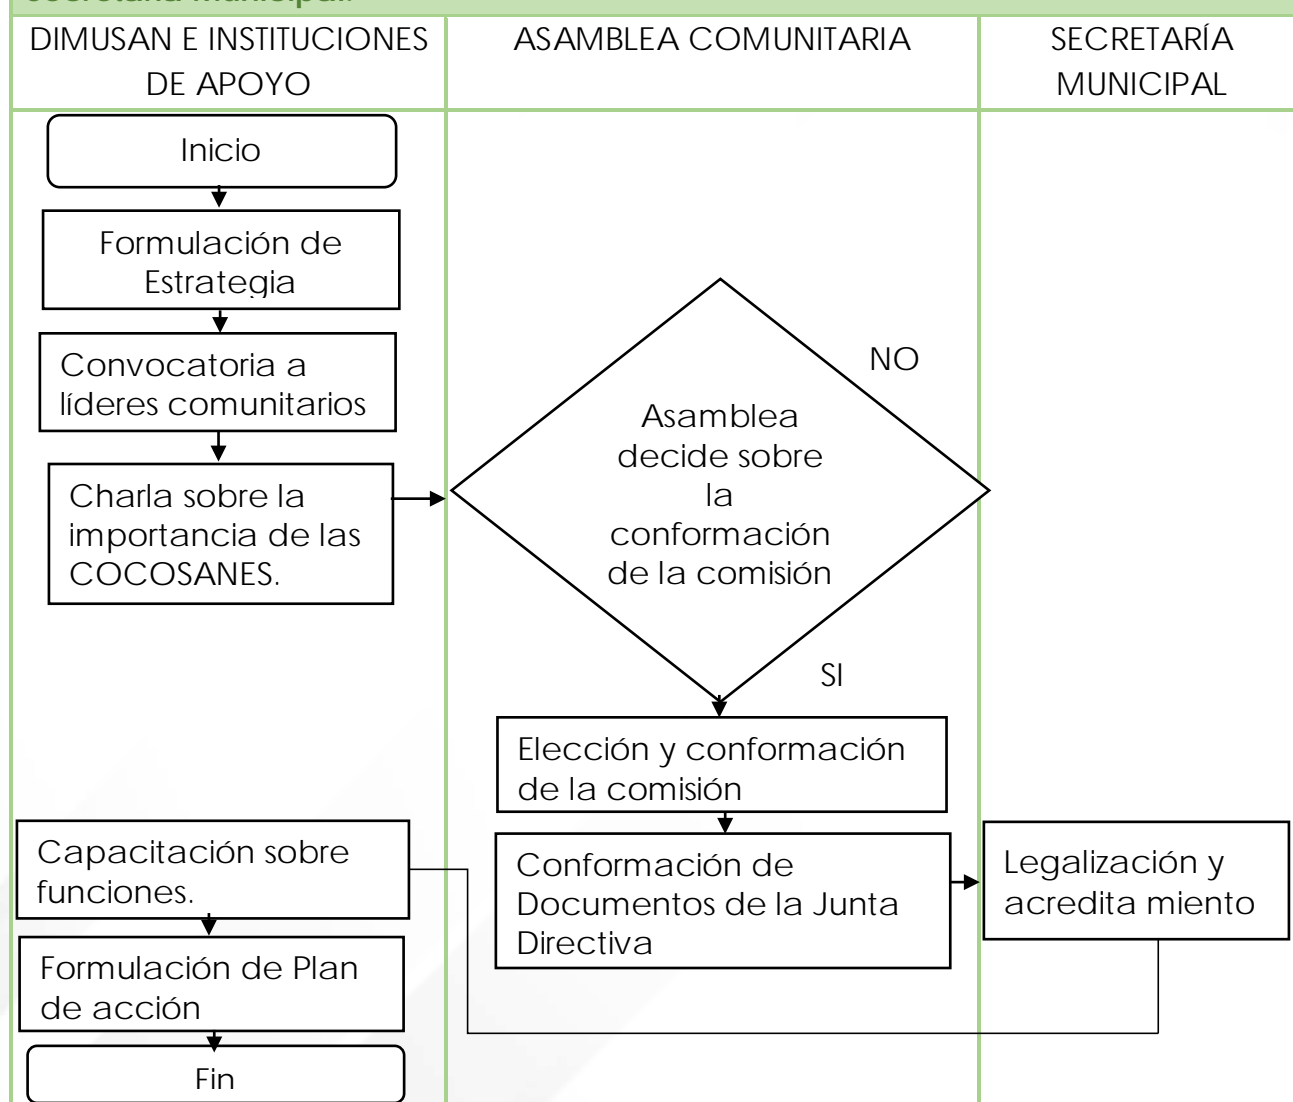 DIMUSAN E INSTITUCIONES
DE APOYO
ASAMBLEA COMUNITARIA
SECRETARÍA
MUNICIPAL
Inicio
Formulación de
Estrategia
Convocatoria a
líderes comunitarios
Charla sobre la
importancia de las
COCOSANES.
NO
Asamblea
decide sobre
la
conformación
de la comisión
SI
Elección y conformación
de la comisión
Conformación de
Documentos de la Junta
Directiva
Legalización y
acredita miento
Capacitación sobre
funciones.
Formulación de Plan
de acción
Fin